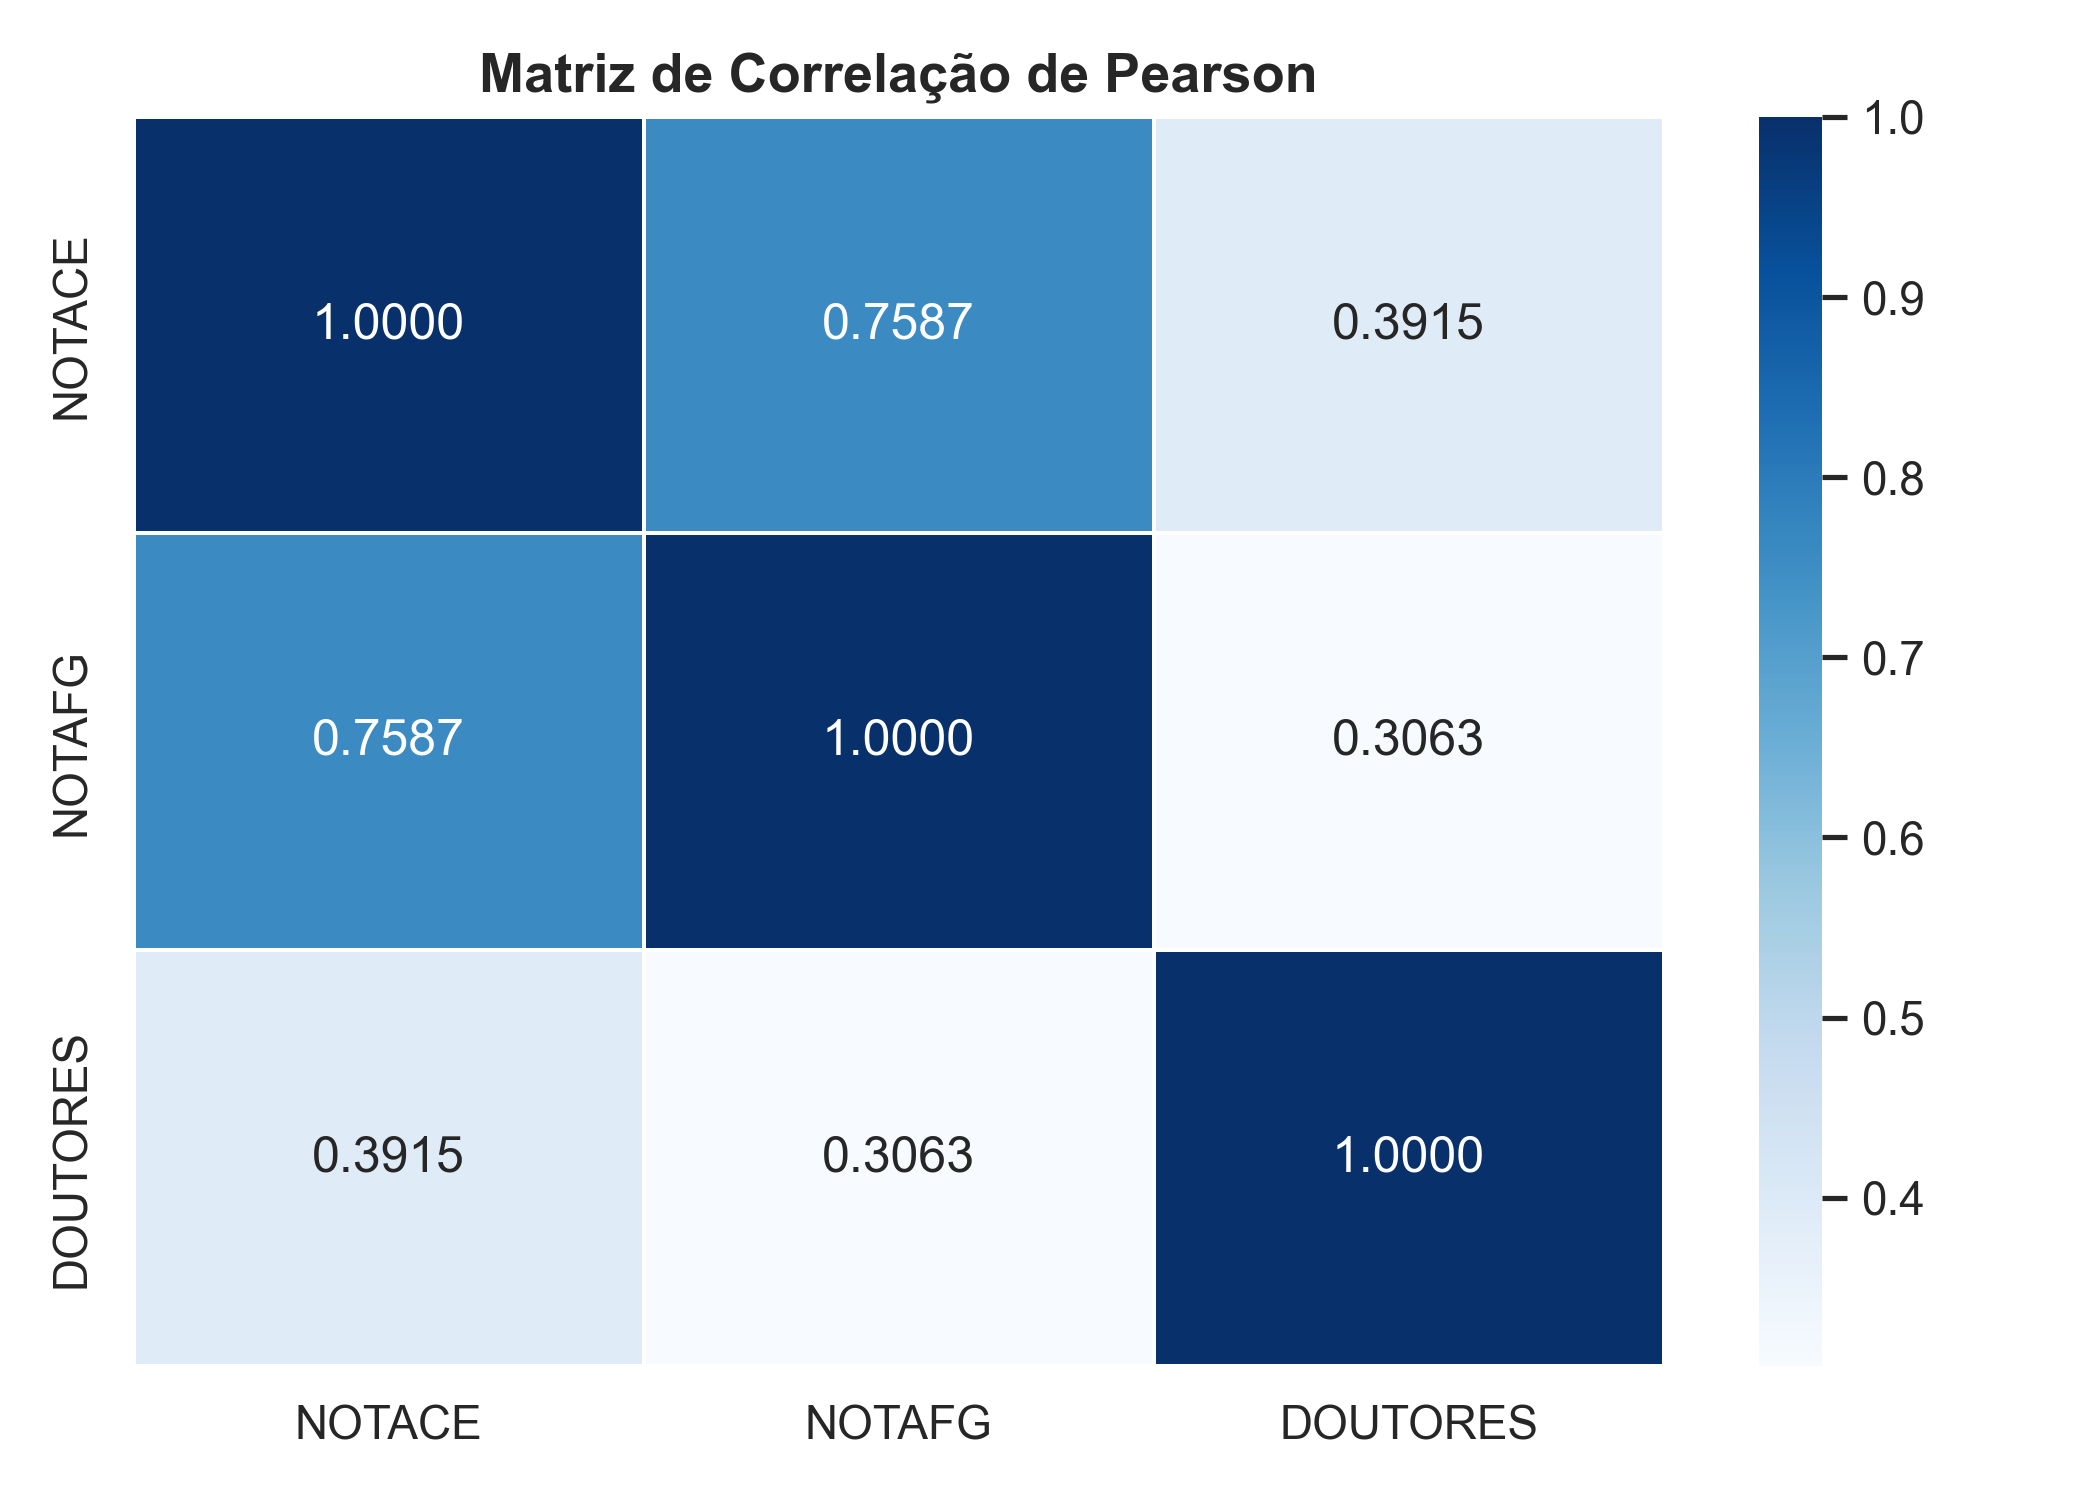 Matriz de Correlação de Pearson
NOTACE
1.0000 0.7587 0.3915
NOTAFG
0.7587 1.0000 0.3063
DOUTORES
0.3915 0.3063 1.0000
NOTACE NOTAFG DOUTORES
1.0
0.9
0.8
0.7
0.6
0.5
0.4